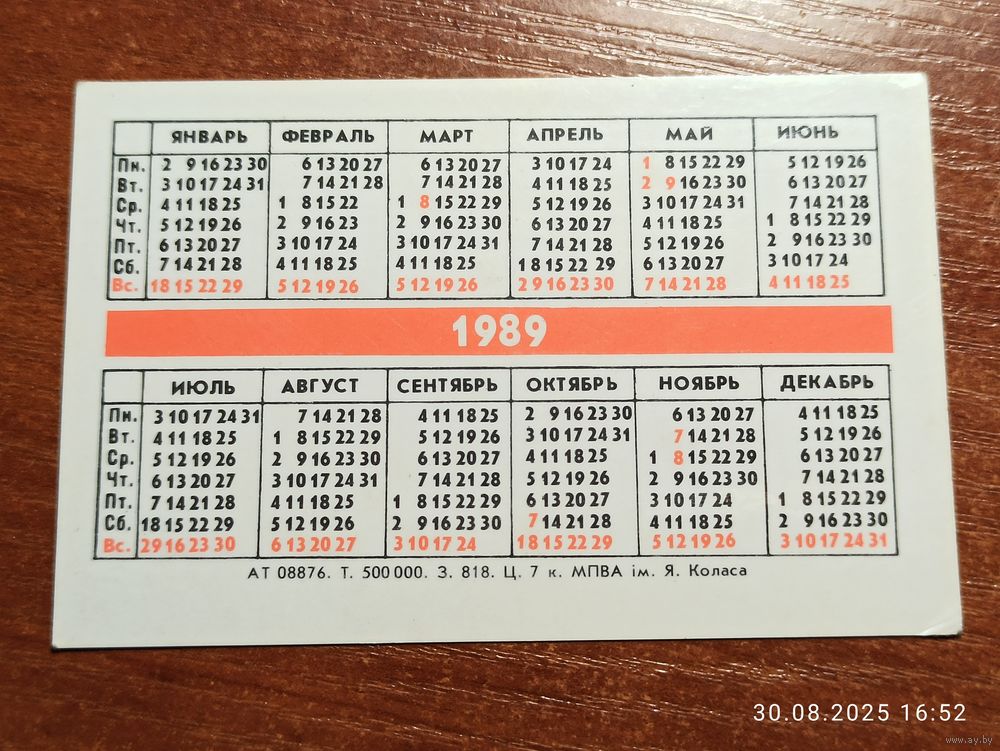 ЯНВАРЬ ФЕВРАЛЬ МАРТ АПРЕЛЬ МАЙ ИЮНЬ
Пн. 2 9 16 23 30 6 13 20 27 6 13 20 27 3 10 17 24 1 8 15 22 29 5 12 19 26
Вт. 3 10 17 24 31 7 14 21 28 7 14 21 28 4 11 18 25 2 9 16 23 30 6 13 20 27
Ср. 4 11 18 25 1 8 15 22 1 8 15 22 29 5 12 19 26 3 10 17 24 31 7 14 21 28
Чт. 5 12 19 26 2 9 16 23 2 9 16 23 30 6 13 20 27 4 11 18 25 1 8 15 22 29
Пт. 6 13 20 27 3 10 17 24 3 10 17 24 31 7 14 21 28 5 12 19 26 2 9 16 23 30
Сб. 7 14 21 28 4 11 18 25 4 11 18 25 1 8 15 22 29 6 13 20 27 3 10 17 24
Вс. 1 8 15 22 29 5 12 19 26 5 12 19 26 2 9 16 23 30 7 14 21 28 4 11 18 25
1989
ИЮЛЬ АВГУСТ СЕНТЯБРЬ ОКТЯБРЬ НОЯБРЬ ДЕКАБРЬ
Пн. 3 10 17 24 31 7 14 21 28 4 11 18 25 2 9 16 23 30 6 13 20 27 4 11 18 25
Вт. 4 11 18 25 1 8 15 22 29 5 12 19 26 3 10 17 24 31 7 14 21 28 5 12 19 26
Ср. 5 12 19 26 2 9 16 23 30 6 13 20 27 4 11 18 25 1 8 15 22 29 6 13 20 27
Чт. 6 13 20 27 3 10 17 24 31 7 14 21 28 5 12 19 26 2 9 16 23 30 7 14 21 28
Пт. 7 14 21 28 4 11 18 25 1 8 15 22 29 6 13 20 27 3 10 17 24 1 8 15 22 29
Сб. 1 8 15 22 29 5 12 19 26 2 9 16 23 30 7 14 21 28 4 11 18 25 2 9 16 23 30
Вс. 2 9 16 23 30 6 13 20 27 3 10 17 24 1 8 15 22 29 5 12 19 26 3 10 17 24 31
АТ 08876. Т. 500 000. З. 818. Ц. 7 к. МПВА ім. Я. Коласа
30.08.2025 16:52
www.ay.by